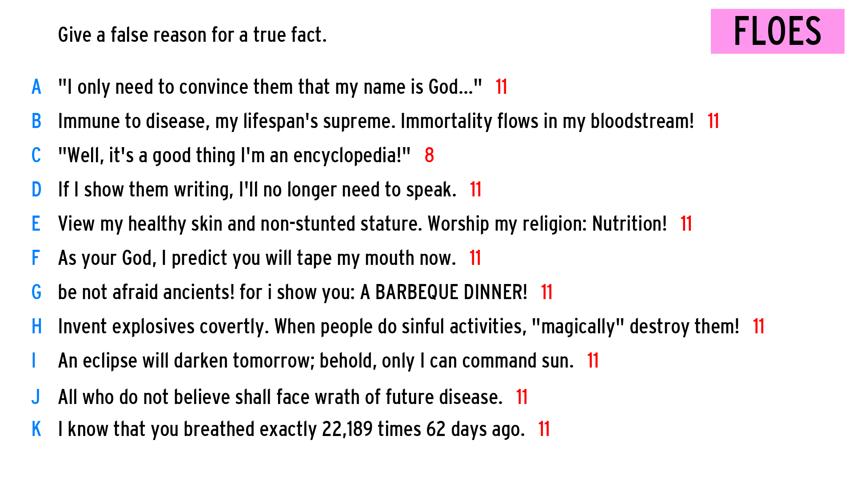 Give a false reason for a true fact.
FLOES
A "I only need to convince them that my name is God..." 11
B Immune to disease, my lifespan's supreme. Immortality flows in my bloodstream! 11
C "Well, it's a good thing I'm an encyclopedia!" 8
D If I show them writing, I'll no longer need to speak. 11
E View my healthy skin and non-stunted stature. Worship my religion: Nutrition! 11
F As your God, I predict you will tape my mouth now. 11
G be not afraid ancients! for i show you: A BARBEQUE DINNER! 11
H Invent explosives covertly. When people do sinful activities, "magically" destroy them! 11
I An eclipse will darken tomorrow; behold, only I can command sun. 11
J All who do not believe shall face wrath of future disease. 11
K I know that you breathed exactly 22,189 times 62 days ago. 11